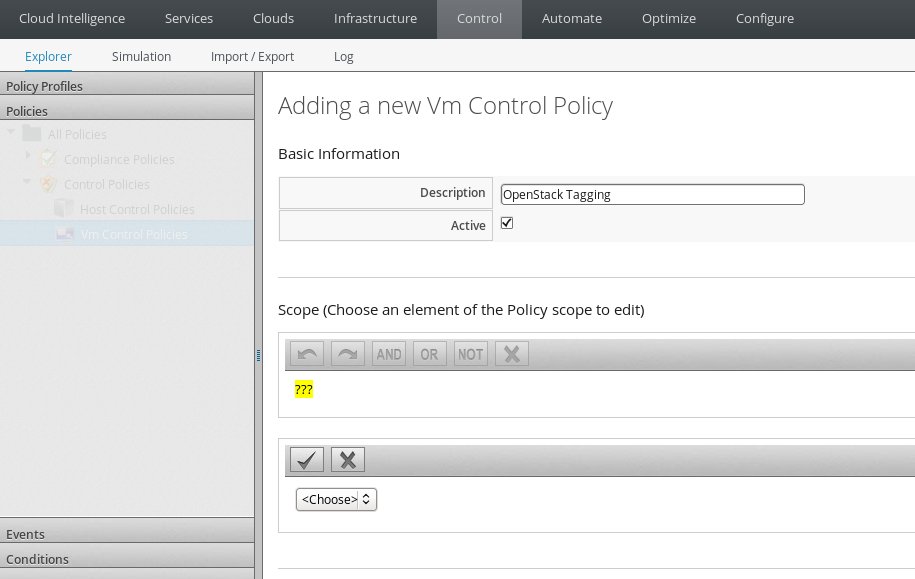 Cloud Intelligence Services Clouds Infrastructure Control Automate Optimize Configure
Explorer Simulation Import / Export Log
Policy Profiles
Policies
All Policies
Compliance Policies
Control Policies
Host Control Policies
Vm Control Policies
Events
Conditions
Adding a new Vm Control Policy
Basic Information
Description OpenStack Tagging
Active
Scope (Choose an element of the Policy scope to edit)
AND OR NOT
???
<Choose>